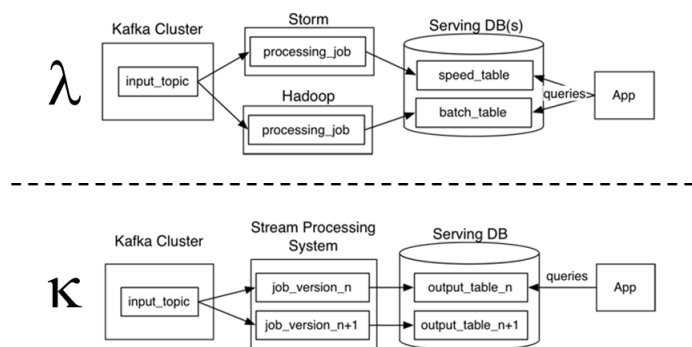 λ
Kafka Cluster
input_topic
Storm
processing_job
Hadoop
processing_job
Serving DB(s)
speed_table
batch_table
queries
App
κ
Kafka Cluster
input_topic
Stream Processing
System
job_version_n
job_version_n+1
Serving DB
output_table_n
output_table_n+1
queries
App